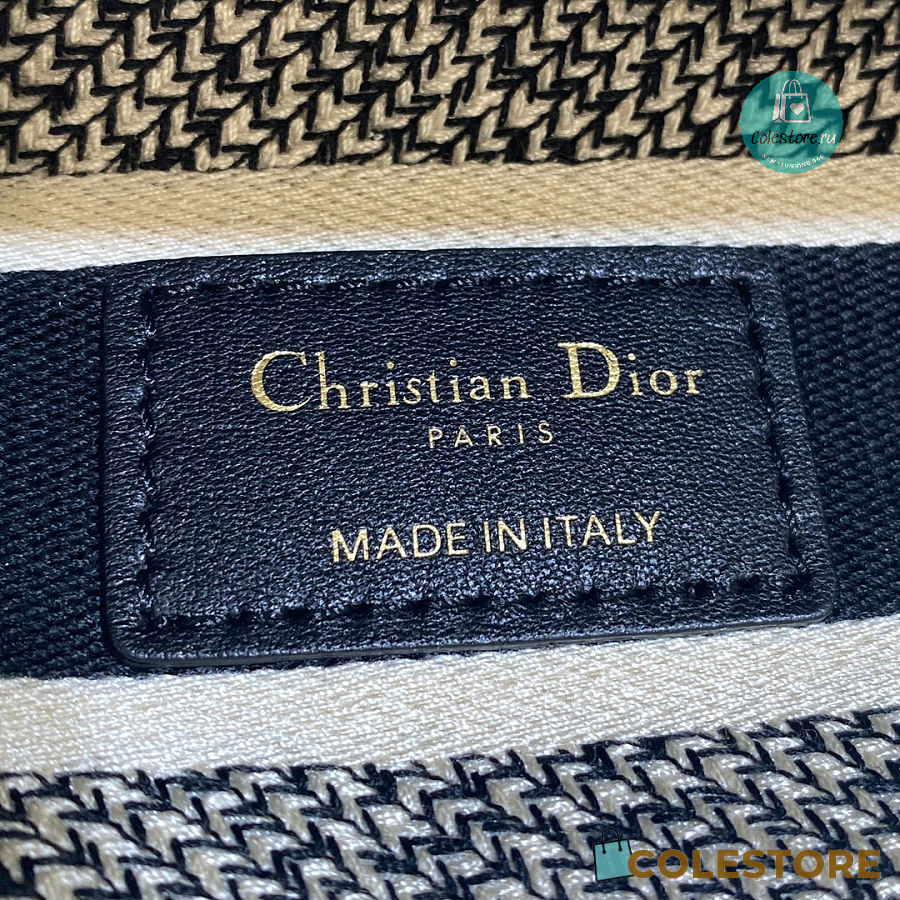 Colestore.ru
Christian Dior
PARIS
MADE IN ITALY
COLESTORE